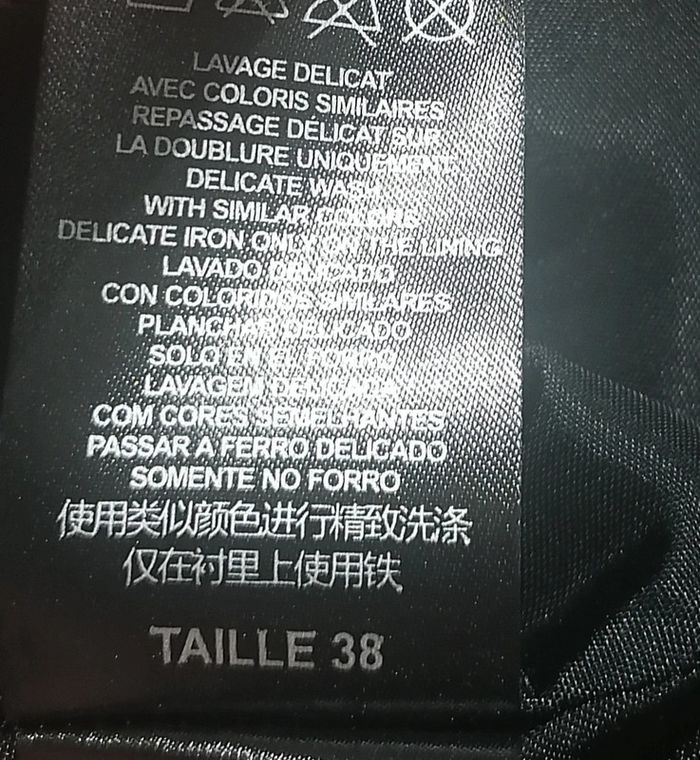 LAVAGE DELICAT
AVEC COLORIS SIMILAIRES
REPASSAGE DÉLICAT SUR
LA DOUBLURE UNIQUEMENT
DELICATE WASH
WITH SIMILAR COLORS
DELICATE IRON ONLY ON THE LINING
LAVADO DELICADO
CON COLORIDOS SIMILARES
PLANCHAR DELICADO
SOLO EN EL FORRO
LAVAGEM DELICADA
COM CORES SEMELHANTES
PASSAR A FERRO DELICADO
SOMENTE NO FORRO
使用类似颜色进行精致洗涤
仅在衬里上使用铁
TAILLE 38